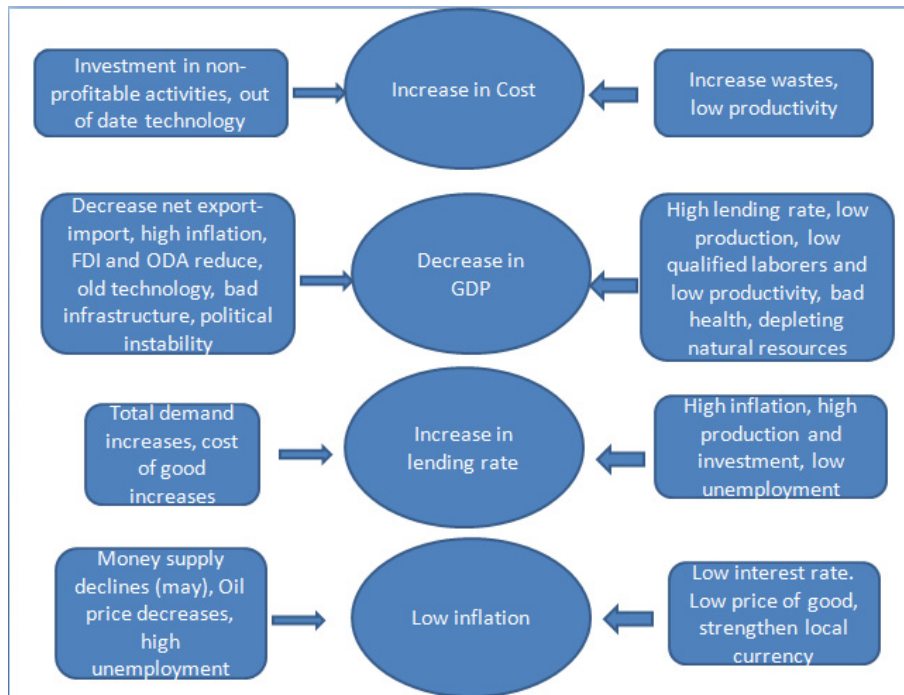 Investment in non-
profitable activities, out
of date technology
Increase in Cost
Increase wastes,
low productivity
Decrease net export-
import, high inflation,
FDI and ODA reduce,
old technology, bad
infrastructure, political
instability
Decrease in
GDP
High lending rate, low
production, low
qualified laborers and
low productivity, bad
health, depleting
natural resources
Total demand
increases, cost
of good
increases
Increase in
lending rate
High inflation, high
production and
investment, low
unemployment
Money supply
declines (may), Oil
price decreases,
high
unemployment
Low inflation
Low interest rate.
Low price of good,
strengthen local
currency